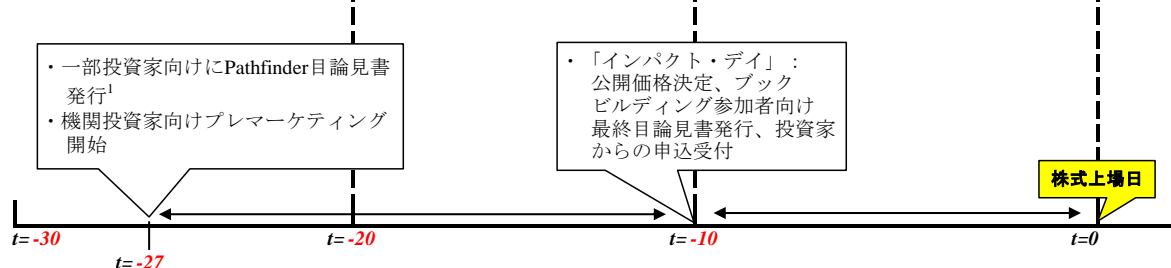 ・一部投資家向けにPathfinder目論見書
発行1
・機関投資家向けプレマーケティング
開始
・「インパクト・デイ」：
公開価格決定、ブック
ビルディング参加者向け
最終目論見書発行、投資家
からの申込受付
株式上場日
t= -30
t= -27
t= -20
t= -10
t=0